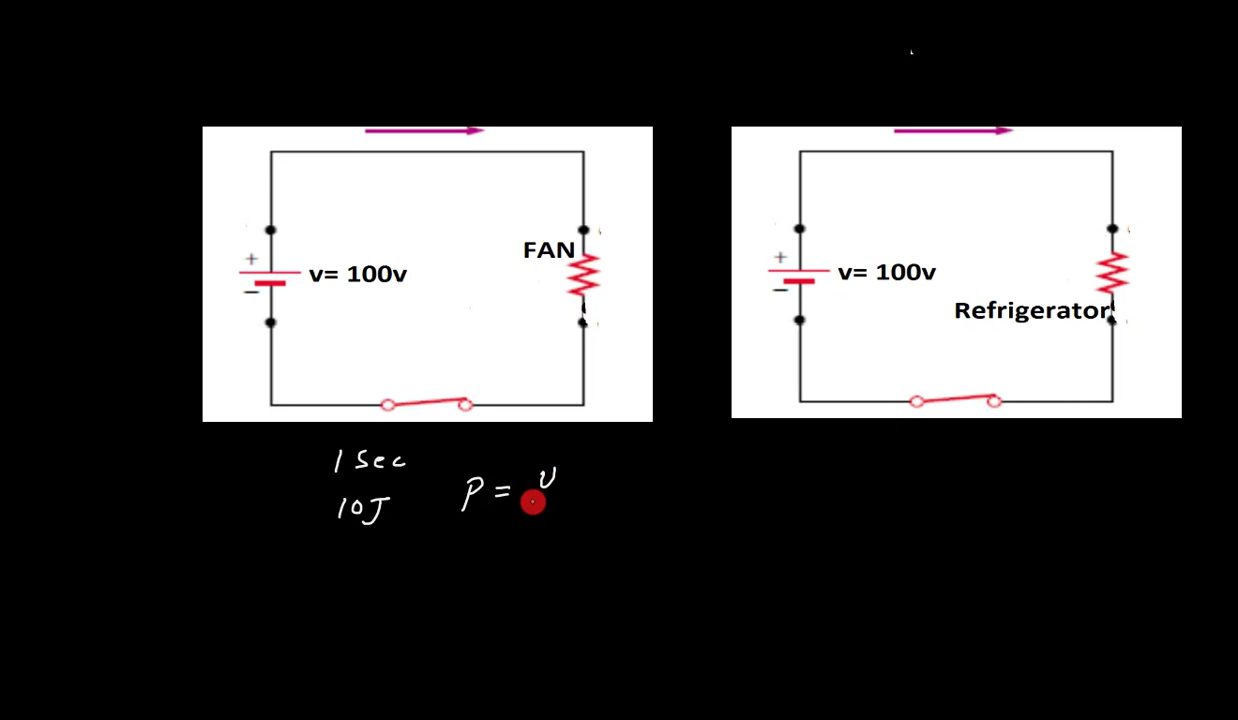 FAN
+
v= 100v
−
+
v= 100v
−
Refrigerator
1 Sec
10J
P = U